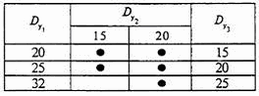 Dy1 Dy2 Dy3
15 20
20 ● ● 15
25 ● ● 20
32 ● 25